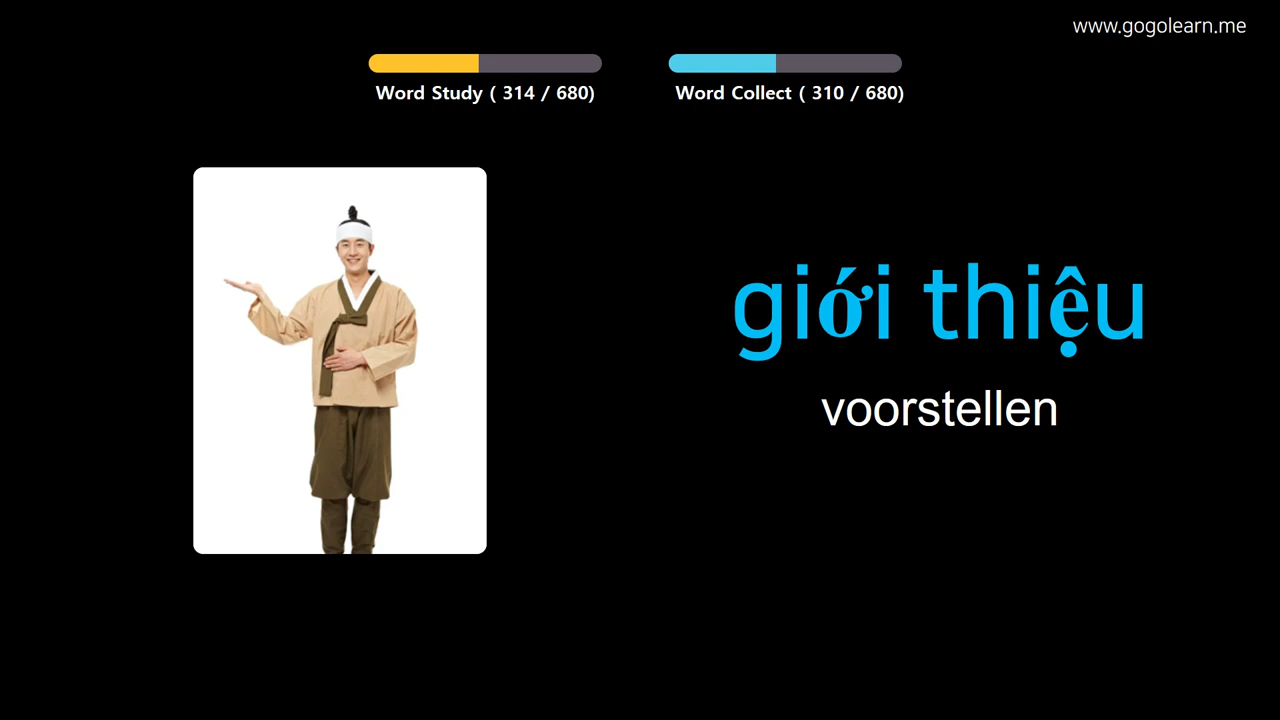 www.gogolearn.me
Word Study ( 314 / 680)
Word Collect ( 310 / 680)
giới thiệu
voorstellen